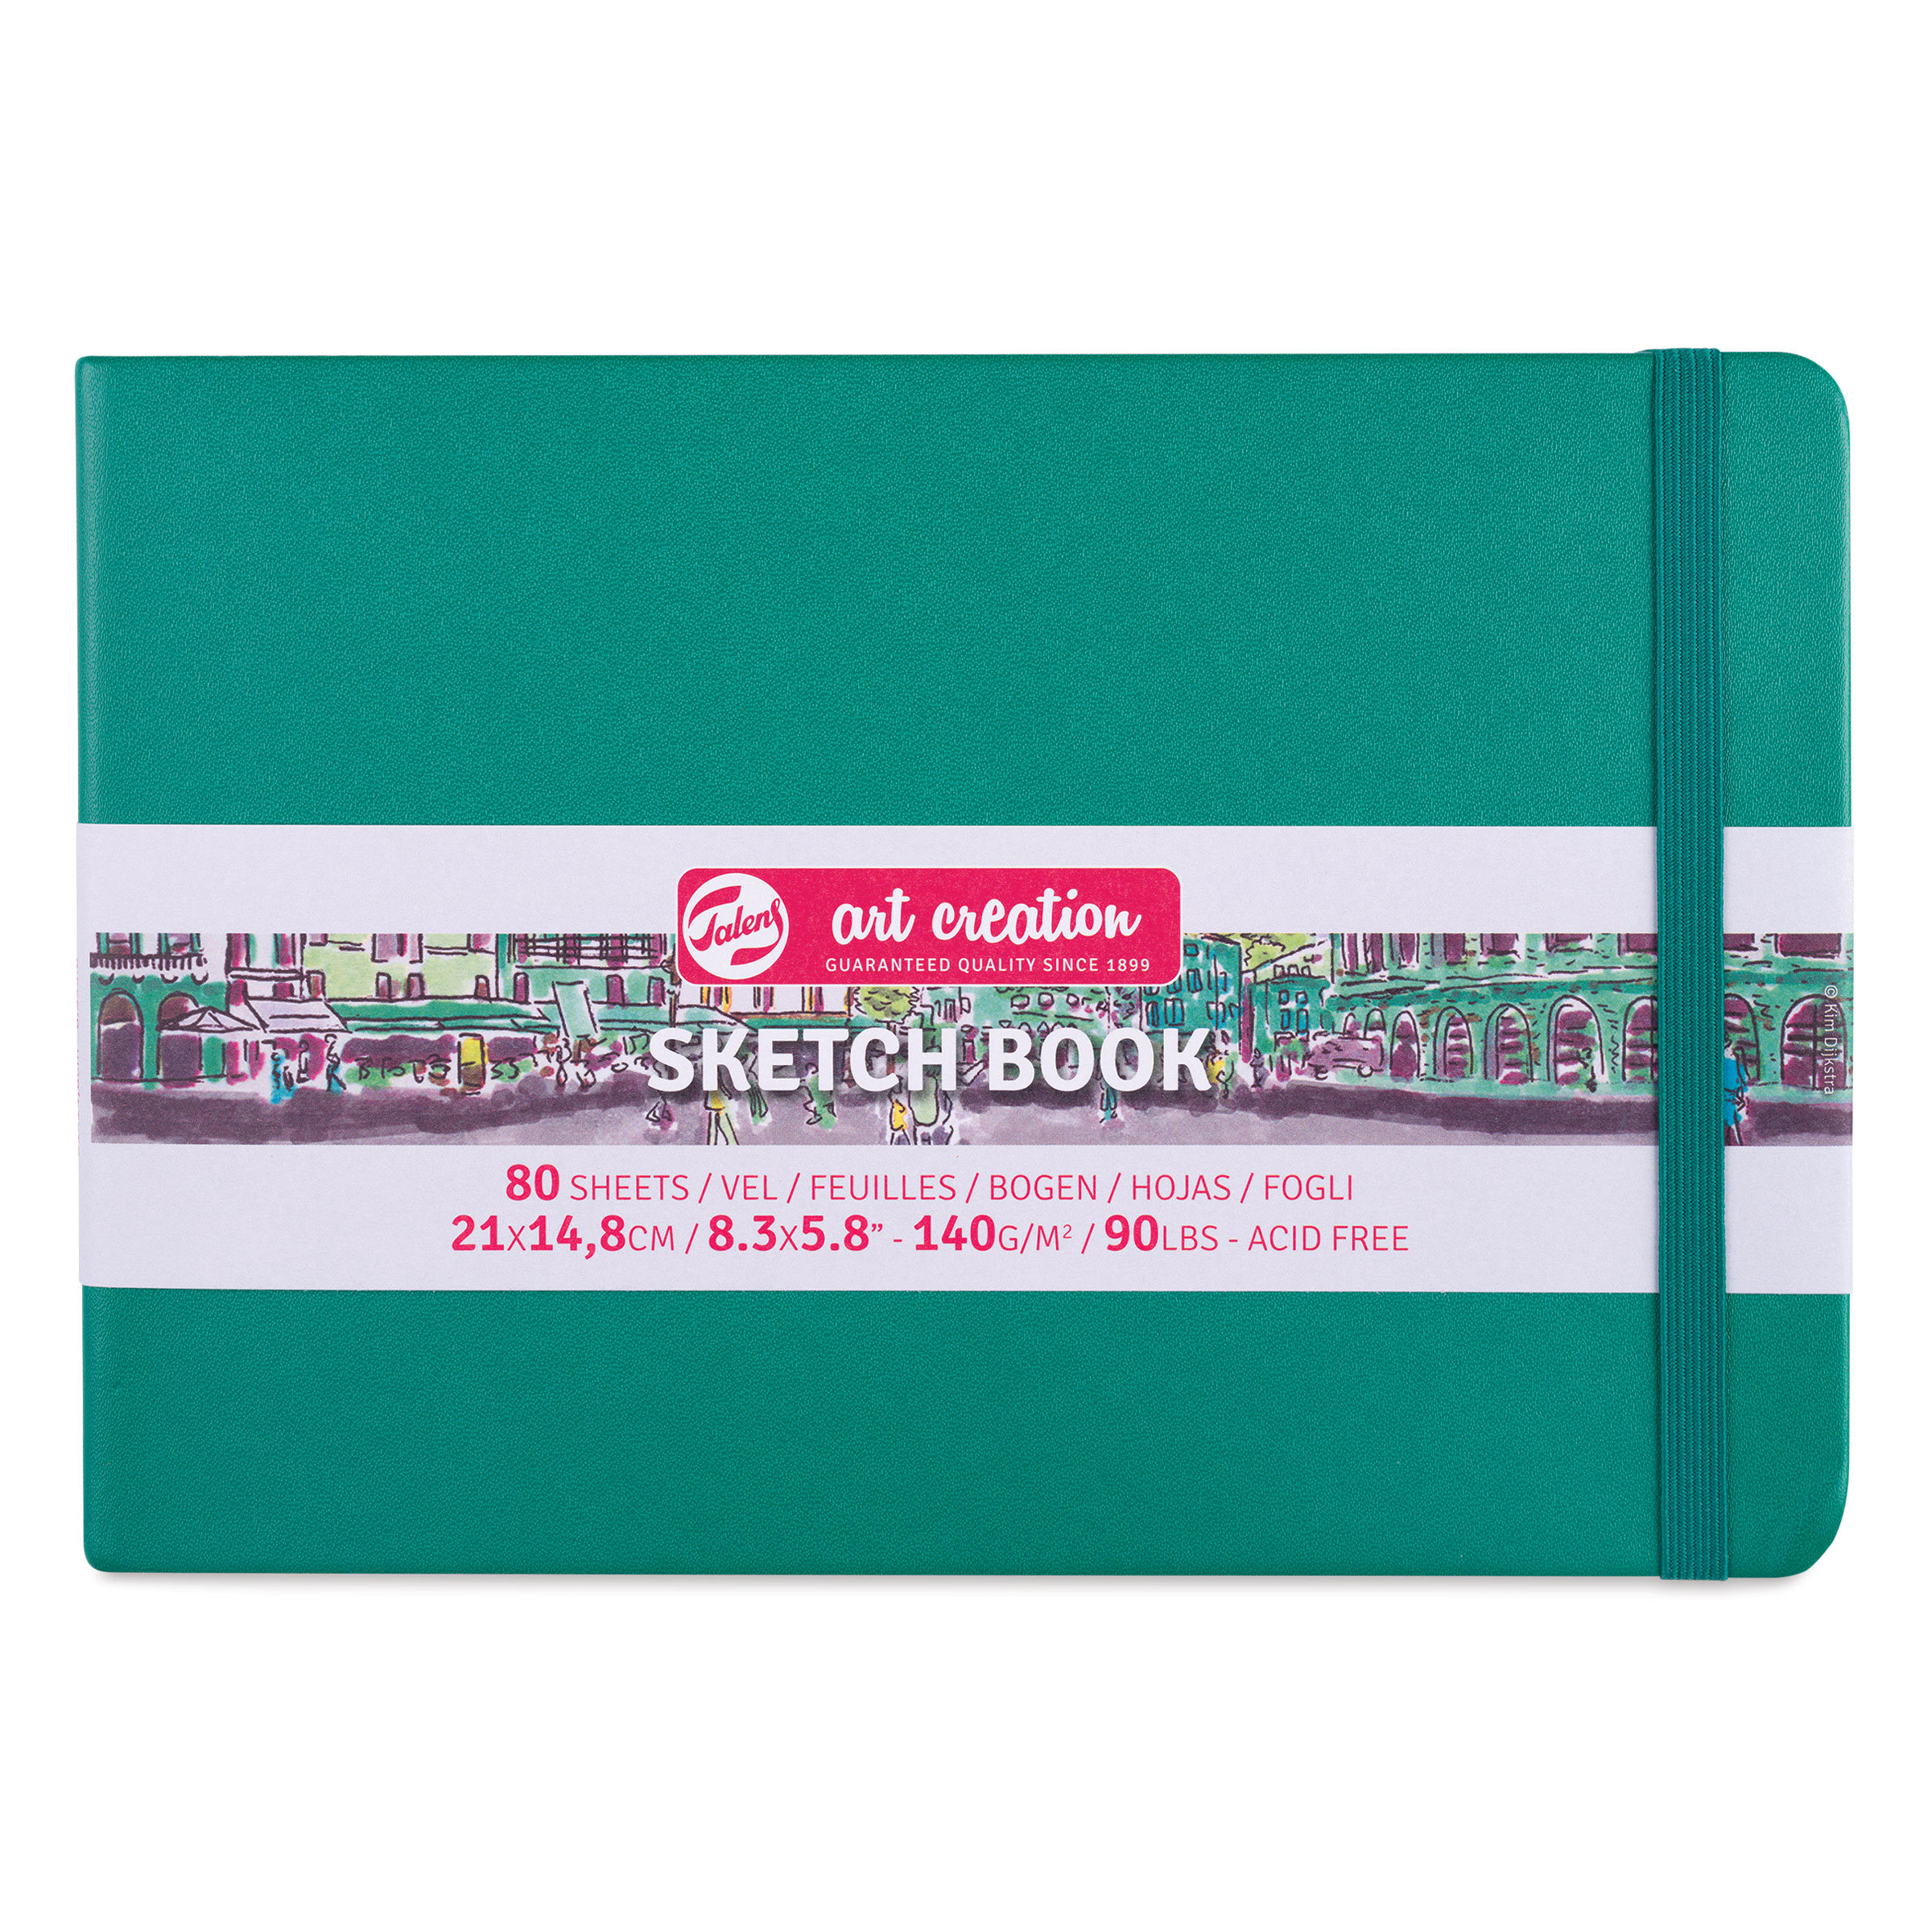 Talens
art creation
GUARANTEED QUALITY SINCE 1899
SKETCH BOOK
80 SHEETS / VEL / FEUILLES / BOGEN / HOJAS / FOGLI
21X14,8CM / 8.3X5.8” - 140G/M² / 90LBS - ACID FREE
© Kim Dijkstra